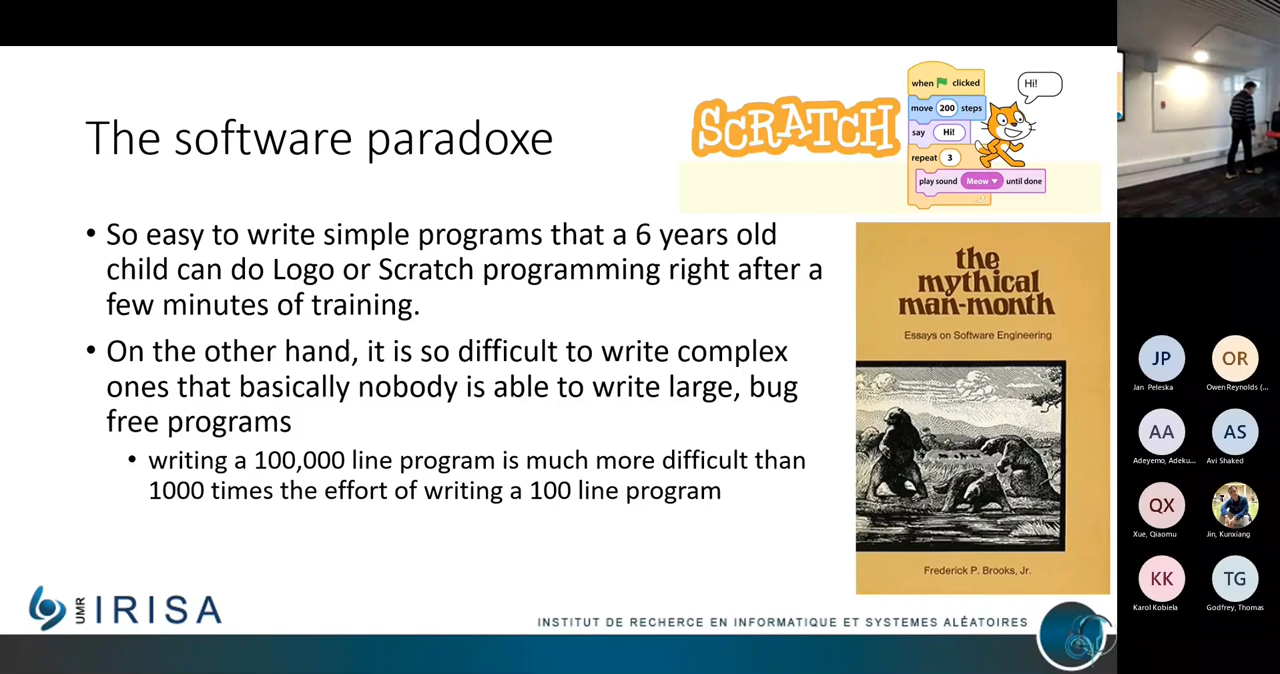 The software paradoxe
SCRATCH
when clicked
move 200 steps
say Hi!
repeat 3
play sound Meow until done
Hi!
• So easy to write simple programs that a 6 years old
child can do Logo or Scratch programming right after a
few minutes of training.
• On the other hand, it is so difficult to write complex
ones that basically nobody is able to write large, bug
free programs
• writing a 100,000 line program is much more difficult than
1000 times the effort of writing a 100 line program
the
mythical
man-month
Essays on Software Engineering
Frederick P. Brooks, Jr.
UMR IRISA
INSTITUT DE RECHERCE EN INFORMATIQUE ET SYSTEMES ALÉATOIRES
JP
Jan Peleska
OR
Owen Reynolds (...
AA
Adeyemo, Adeku...
AS
Avi Shaked
QX
Xue, Qiaomu
Jin, Kunxiang
KK
Karol Kobiela
TG
Godfrey, Thomas